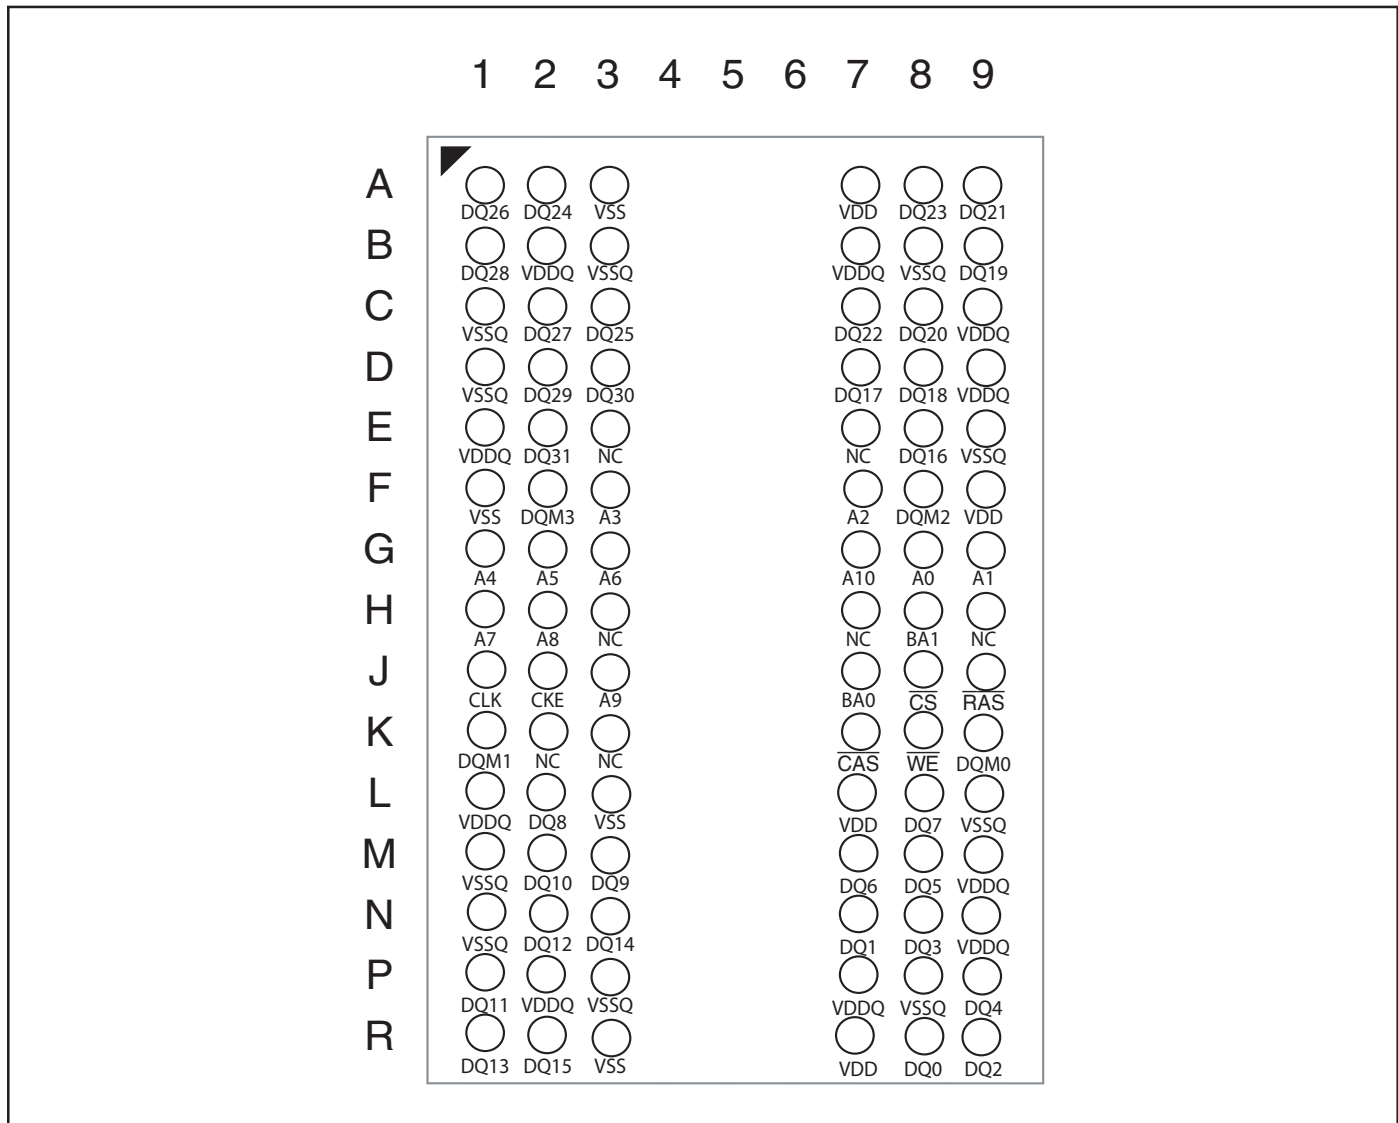 1 2 3 4 5 6 7 8 9
A
DQ26 DQ24 VSS VDD DQ23 DQ21
B
DQ28 VDDQ VSSQ VDDQ VSSQ DQ19
C
VSSQ DQ27 DQ25 DQ22 DQ20 VDDQ
D
VSSQ DQ29 DQ30 DQ17 DQ18 VDDQ
E
VDDQ DQ31 NC NC DQ16 VSSQ
F
VSS DQM3 A3 A2 DQM2 VDD
G
A4 A5 A6 A10 A0 A1
H
A7 A8 NC NC BA1 NC
J
CLK CKE A9 BA0 C̅S̅ R̅A̅S̅
K
DQM1 NC NC C̅A̅S̅ W̅E̅ DQM0
L
VDDQ DQ8 VSS VDD DQ7 VSSQ
M
VSSQ DQ10 DQ9 DQ6 DQ5 VDDQ
N
VSSQ DQ12 DQ14 DQ1 DQ3 VDDQ
P
DQ11 VDDQ VSSQ VDDQ VSSQ DQ4
R
DQ13 DQ15 VSS VDD DQ0 DQ2